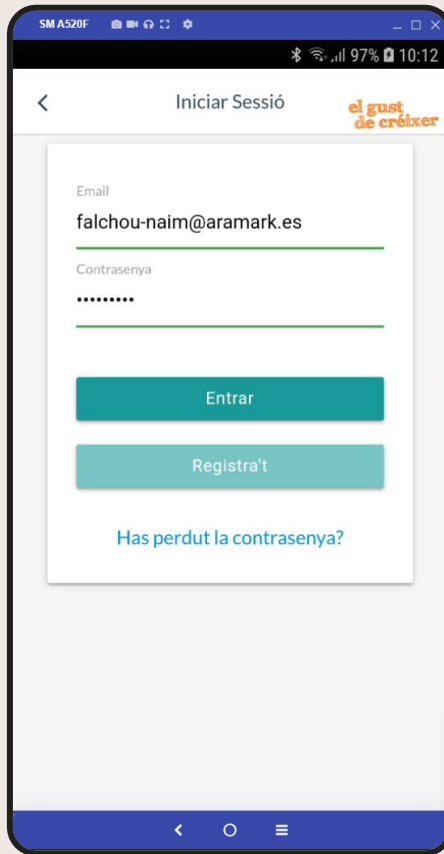 SM A520F
97% 10:12
Iniciar Sessió
el gust
de créixer
Email
falchou-naim@aramark.es
Contrasenya
•••••••••
Entrar
Registra't
Has perdut la contrasenya?